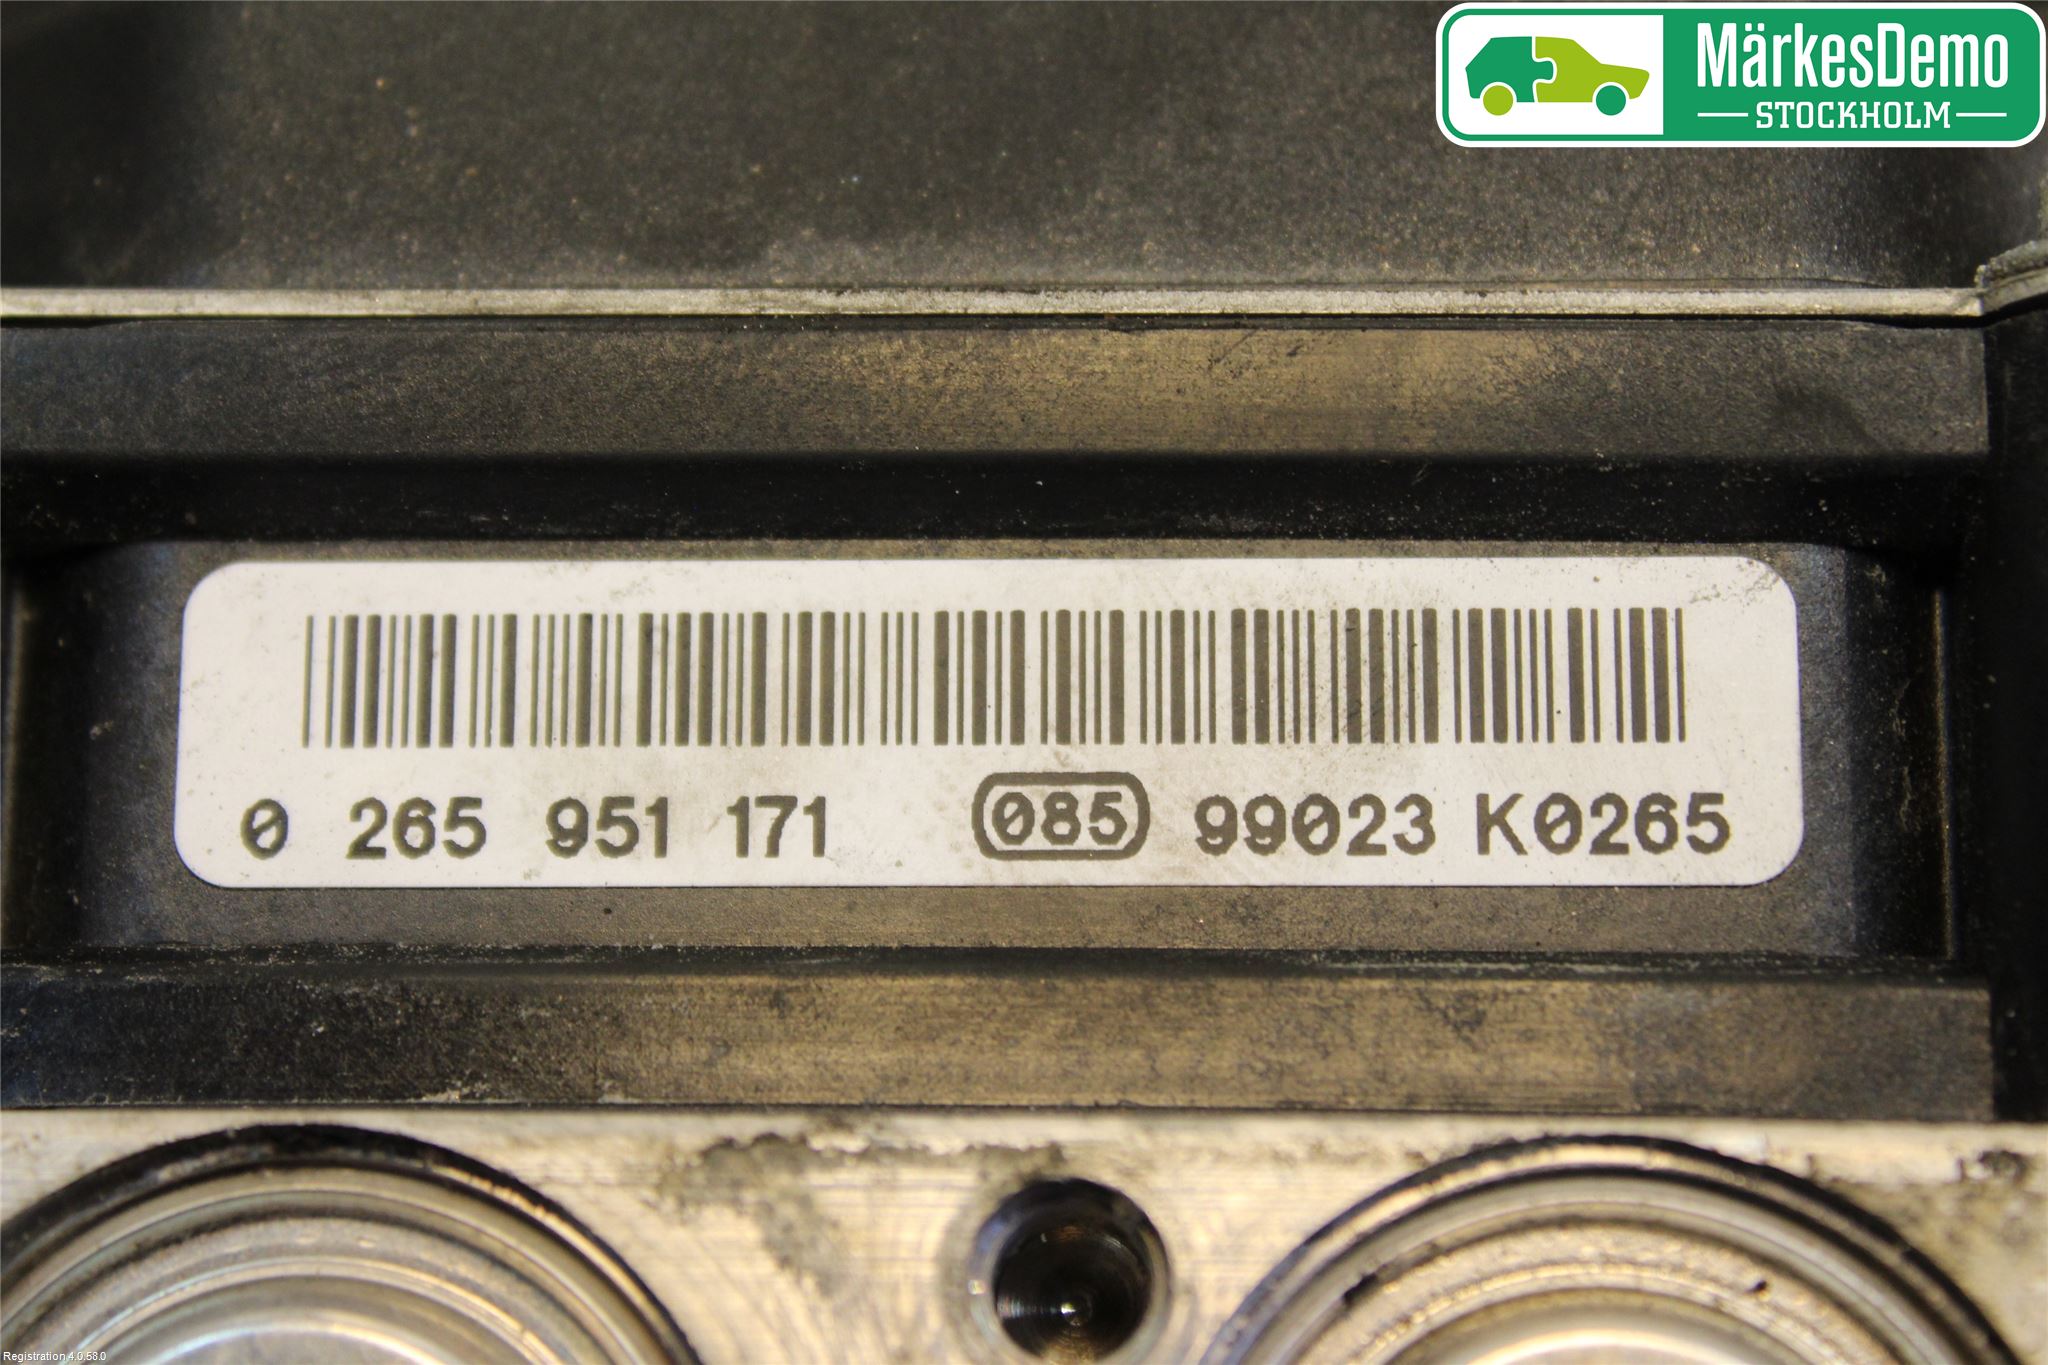 MärkesDemo
STOCKHOLM
0 265 951 171 085 99023 K0265
Registration 4.0.58.0